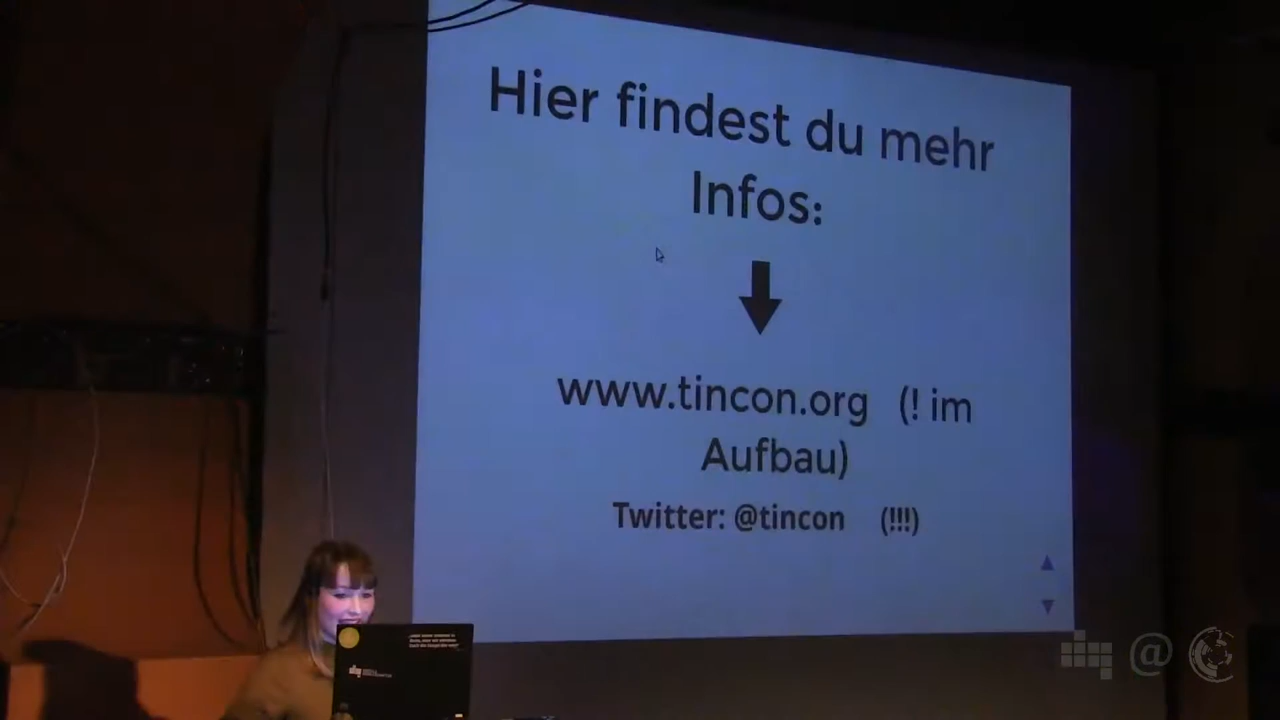 Hier findest du mehr
Infos:
www.tincon.org (! im
Aufbau)
Twitter: @tincon (!!!)
@